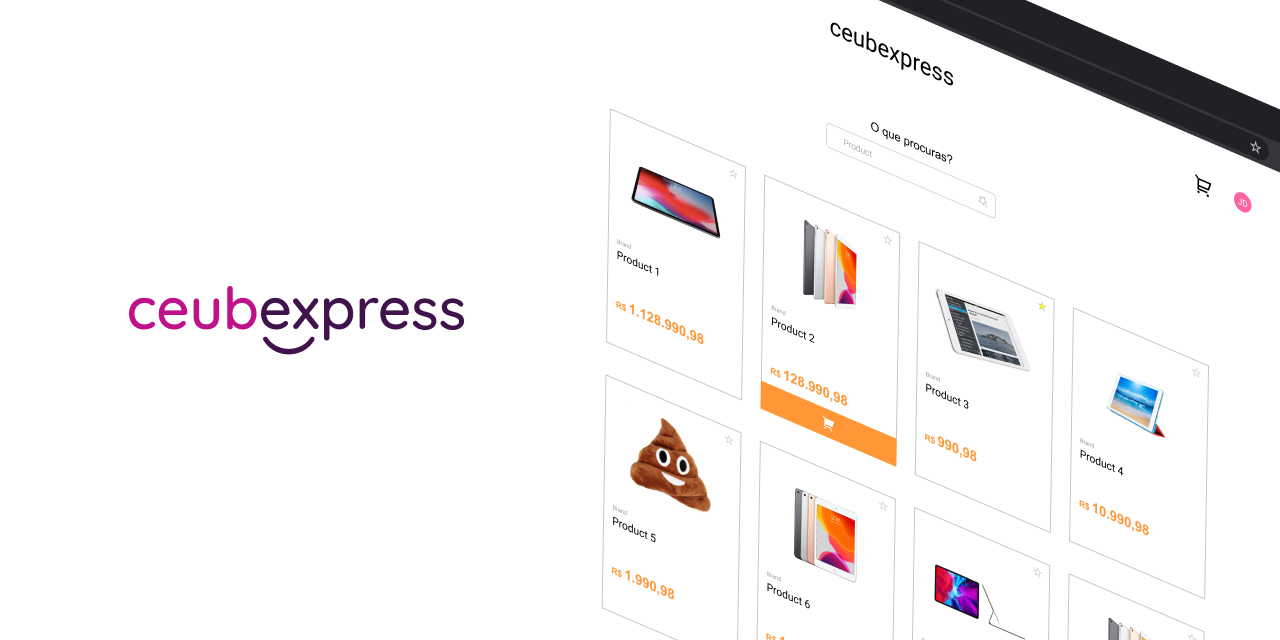 ceubexpress
ceubexpress
O que procuras?
Product
JD
Brand
Product 1
R$ 1.128.990,98
Brand
Product 2
R$ 128.990,98
Brand
Product 3
R$ 990,98
Brand
Product 4
R$ 10.990,98
Brand
Product 5
R$ 1.990,98
Brand
Product 6